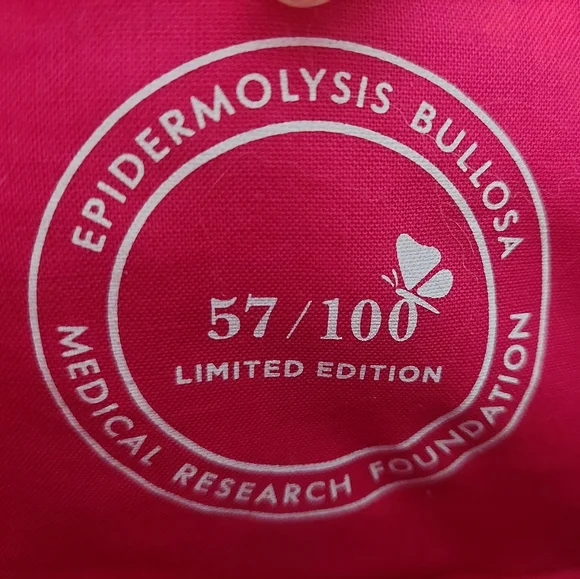 EPIDERMOLYSIS BULLOSA
57/100
LIMITED EDITION
MEDICAL RESEARCH FOUNDATION